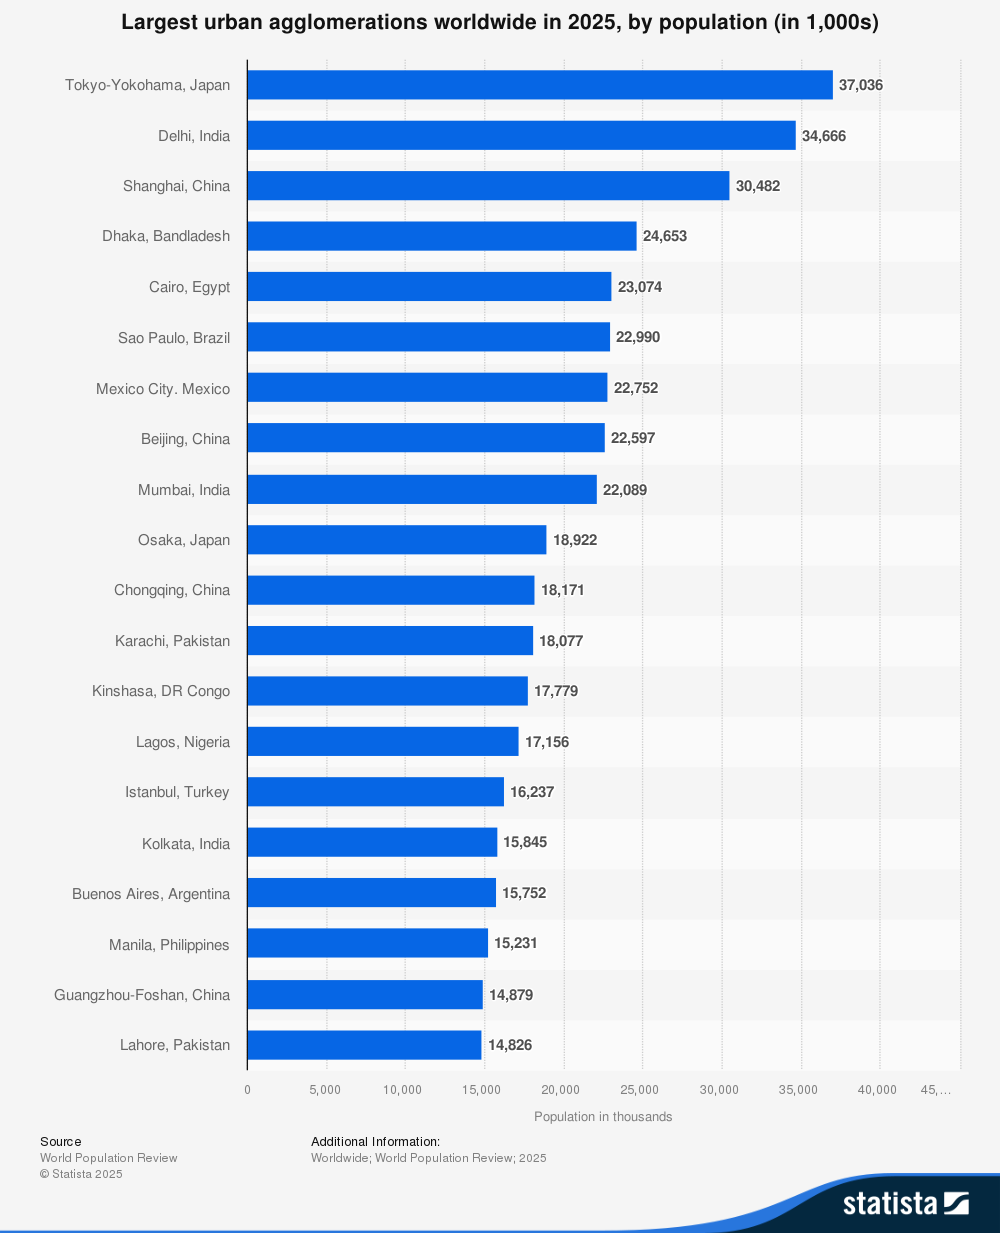 Largest urban agglomerations worldwide in 2025, by population (in 1,000s)
Tokyo-Yokohama, Japan 37,036
Delhi, India 34,666
Shanghai, China 30,482
Dhaka, Bandladesh 24,653
Cairo, Egypt 23,074
Sao Paulo, Brazil 22,990
Mexico City. Mexico 22,752
Beijing, China 22,597
Mumbai, India 22,089
Osaka, Japan 18,922
Chongqing, China 18,171
Karachi, Pakistan 18,077
Kinshasa, DR Congo 17,779
Lagos, Nigeria 17,156
Istanbul, Turkey 16,237
Kolkata, India 15,845
Buenos Aires, Argentina 15,752
Manila, Philippines 15,231
Guangzhou-Foshan, China 14,879
Lahore, Pakistan 14,826
0 5,000 10,000 15,000 20,000 25,000 30,000 35,000 40,000 45,...
Population in thousands
Source
World Population Review
© Statista 2025
Additional Information:
Worldwide; World Population Review; 2025
statista